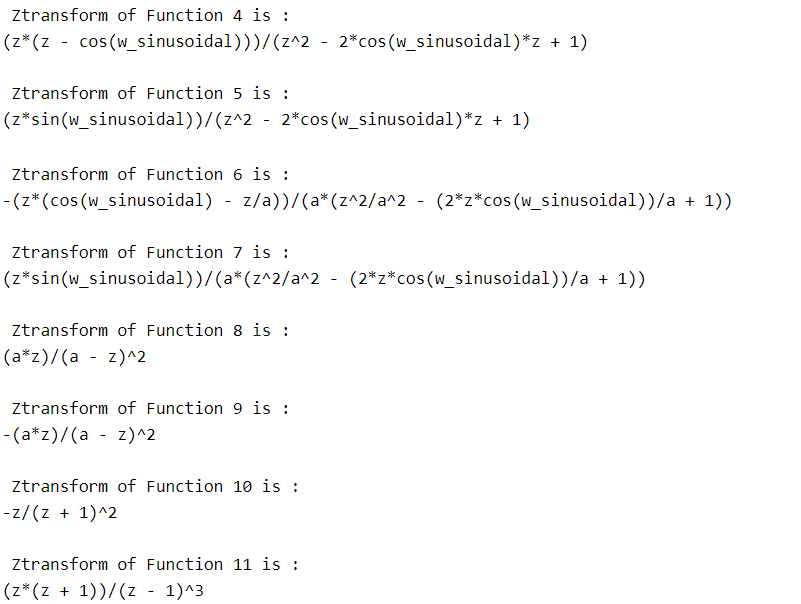 Ztransform of Function 4 is :
(z*(z - cos(w_sinusoidal)))/(z^2 - 2*cos(w_sinusoidal)*z + 1)
Ztransform of Function 5 is :
(z*sin(w_sinusoidal))/(z^2 - 2*cos(w_sinusoidal)*z + 1)
Ztransform of Function 6 is :
-(z*(cos(w_sinusoidal) - z/a))/(a*(z^2/a^2 - (2*z*cos(w_sinusoidal))/a + 1))
Ztransform of Function 7 is :
(z*sin(w_sinusoidal))/(a*(z^2/a^2 - (2*z*cos(w_sinusoidal))/a + 1))
Ztransform of Function 8 is :
(a*z)/(a - z)^2
Ztransform of Function 9 is :
-(a*z)/(a - z)^2
Ztransform of Function 10 is :
-z/(z + 1)^2
Ztransform of Function 11 is :
(z*(z + 1))/(z - 1)^3